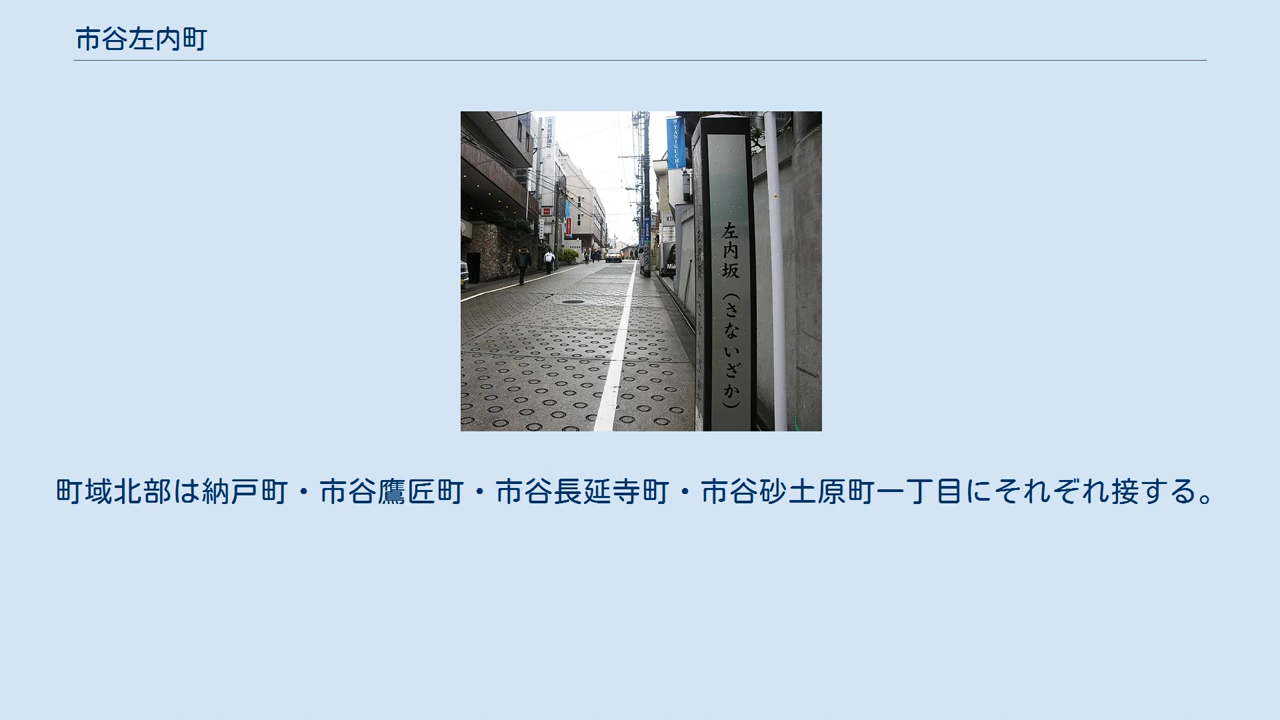 市谷左内町
左内坂(さないざか)
町域北部は納戸町・市谷鷹匠町・市谷長延寺町・市谷砂土原町一丁目にそれぞれ接する。